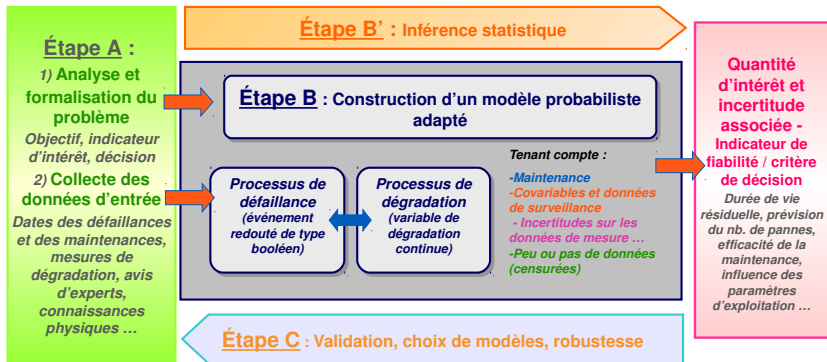 Étape A :
1) Analyse et
formalisation du
problème
Objectif, indicateur
d'intérêt, décision
2) Collecte des
données d'entrée
Dates des défaillances
et des maintenances,
mesures de
dégradation, avis
d'experts,
connaissances
physiques ...
Étape B' : Inférence statistique
Étape B : Construction d'un modèle probabiliste
adapté
Processus de
défaillance
(événement
redouté de type
booléen)
Processus de
dégradation
(variable de
dégradation
continue)
Tenant compte :
-Maintenance
-Covariables et données
de surveillance
- Incertitudes sur les
données de mesure ...
-Peu ou pas de données
(censurées)
Étape C : Validation, choix de modèles, robustesse
Quantité
d'intérêt et
incertitude
associée -
Indicateur de
fiabilité / critère
de décision
Durée de vie
résiduelle, prévision
du nb. de pannes,
efficacité de la
maintenance,
influence des
paramètres
d'exploitation ...